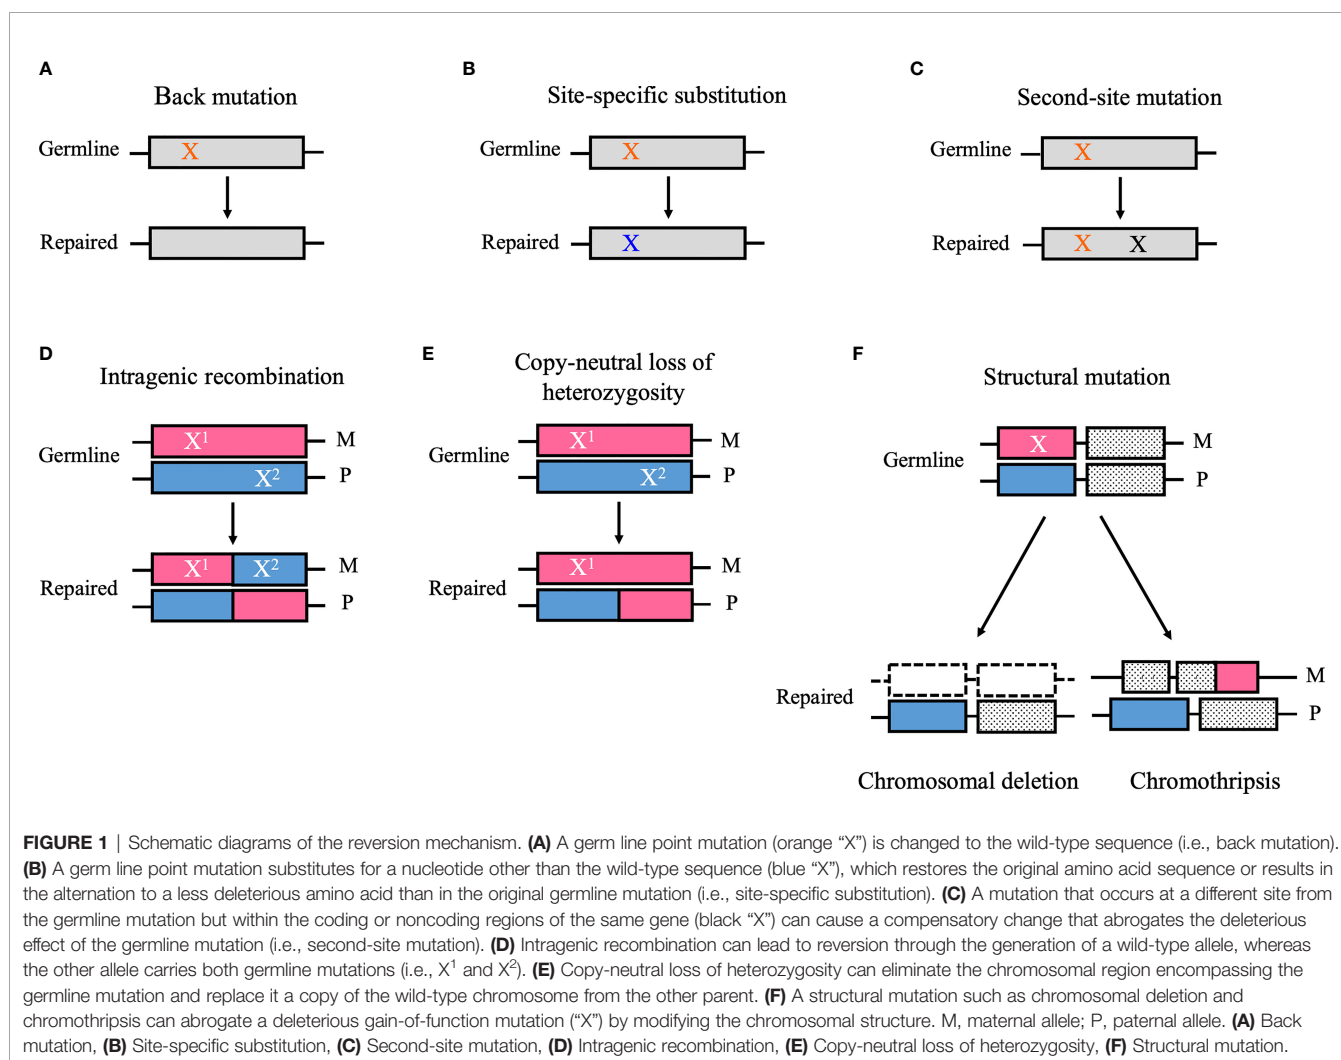 A
Back mutation
Germline X
Repaired
B
Site-specific substitution
Germline X
Repaired X
C
Second-site mutation
Germline X
Repaired X X
D
Intragenic recombination
X¹ M
Germline
X² P
X¹ X² M
Repaired
P
E
Copy-neutral loss of
heterozygosity
X¹ M
Germline
X² P
X¹ M
Repaired
P
F
Structural mutation
X M
Germline
P
Repaired
M
P
Chromosomal deletion
Chromothripsis
FIGURE 1 | Schematic diagrams of the reversion mechanism. (A) A germ line point mutation (orange “X”) is changed to the wild-type sequence (i.e., back mutation).
(B) A germ line point mutation substitutes for a nucleotide other than the wild-type sequence (blue “X”), which restores the original amino acid sequence or results in
the alternation to a less deleterious amino acid than in the original germline mutation (i.e., site-specific substitution). (C) A mutation that occurs at a different site from
the germline mutation but within the coding or noncoding regions of the same gene (black “X”) can cause a compensatory change that abrogates the deleterious
effect of the germline mutation (i.e., second-site mutation). (D) Intragenic recombination can lead to reversion through the generation of a wild-type allele, whereas
the other allele carries both germline mutations (i.e., X¹ and X²). (E) Copy-neutral loss of heterozygosity can eliminate the chromosomal region encompassing the
germline mutation and replace it a copy of the wild-type chromosome from the other parent. (F) A structural mutation such as chromosomal deletion and
chromothripsis can abrogate a deleterious gain-of-function mutation (“X”) by modifying the chromosomal structure. M, maternal allele; P, paternal allele. (A) Back
mutation, (B) Site-specific substitution, (C) Second-site mutation, (D) Intragenic recombination, (E) Copy-neutral loss of heterozygosity, (F) Structural mutation.